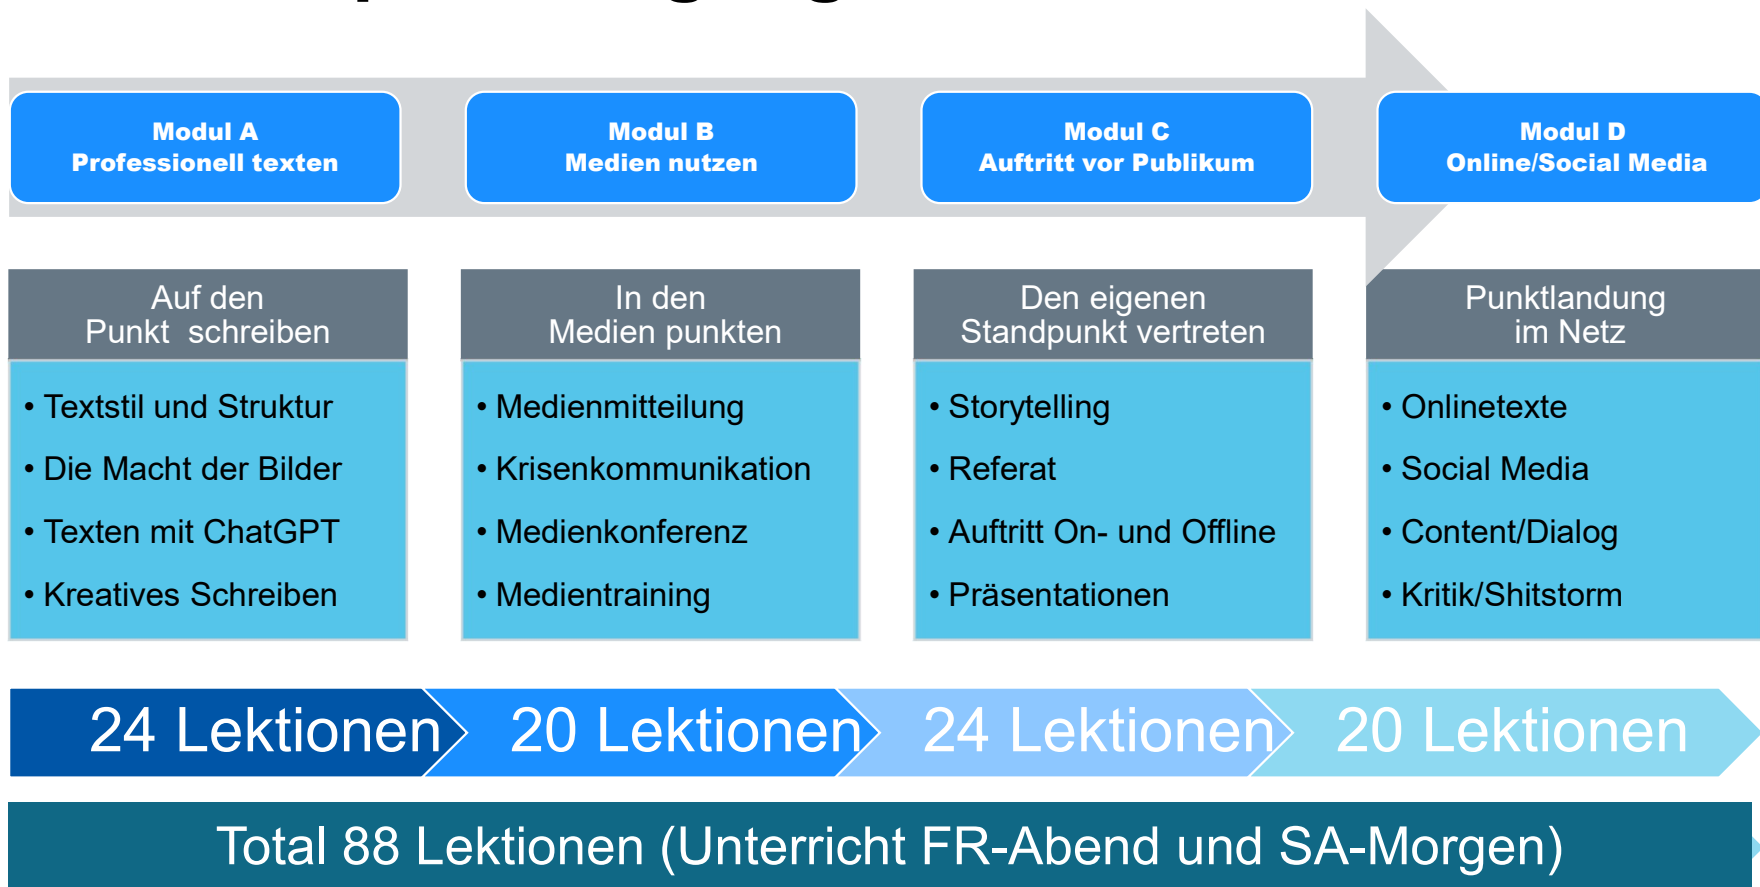 Modul A
Professionell texten
Modul B
Medien nutzen
Modul C
Auftritt vor Publikum
Modul D
Online/Social Media
Auf den
Punkt schreiben
• Textstil und Struktur
• Die Macht der Bilder
• Texten mit ChatGPT
• Kreatives Schreiben
In den
Medien punkten
• Medienmitteilung
• Krisenkommunikation
• Medienkonferenz
• Medientraining
Den eigenen
Standpunkt vertreten
• Storytelling
• Referat
• Auftritt On- und Offline
• Präsentationen
Punktlandung
im Netz
• Onlinetexte
• Social Media
• Content/Dialog
• Kritik/Shitstorm
24 Lektionen
20 Lektionen
24 Lektionen
20 Lektionen
Total 88 Lektionen (Unterricht FR-Abend und SA-Morgen)